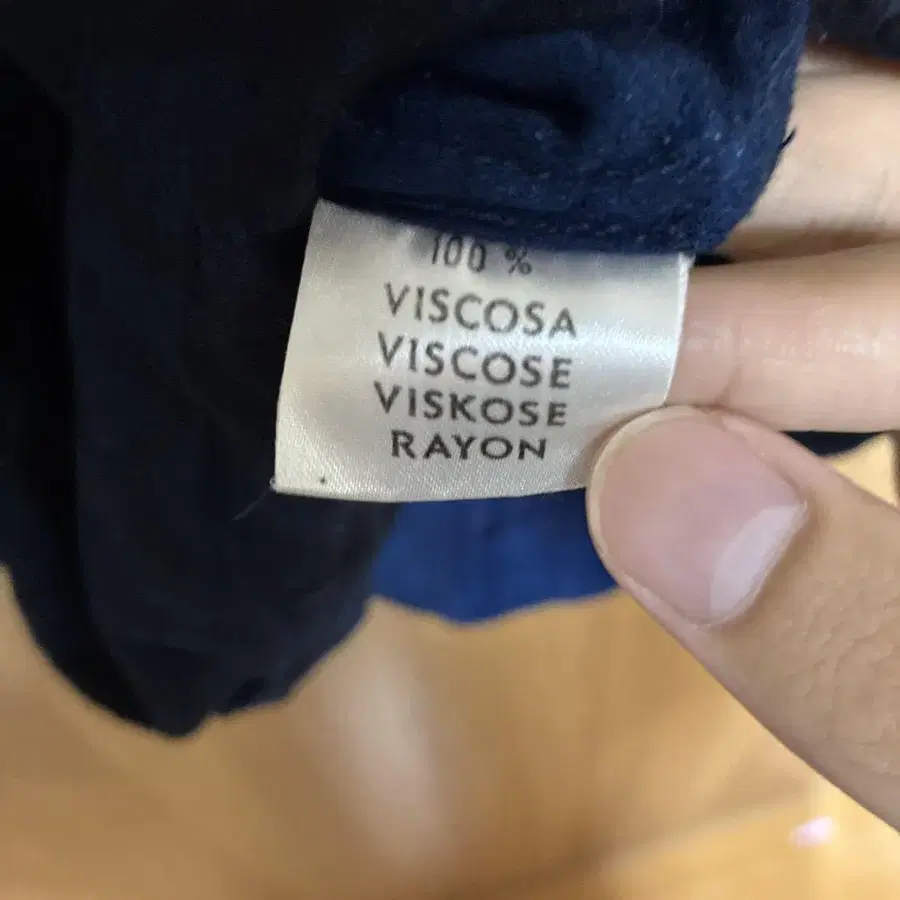 100 %
VISCOSA
VISCOSE
VISKOSE
RAYON